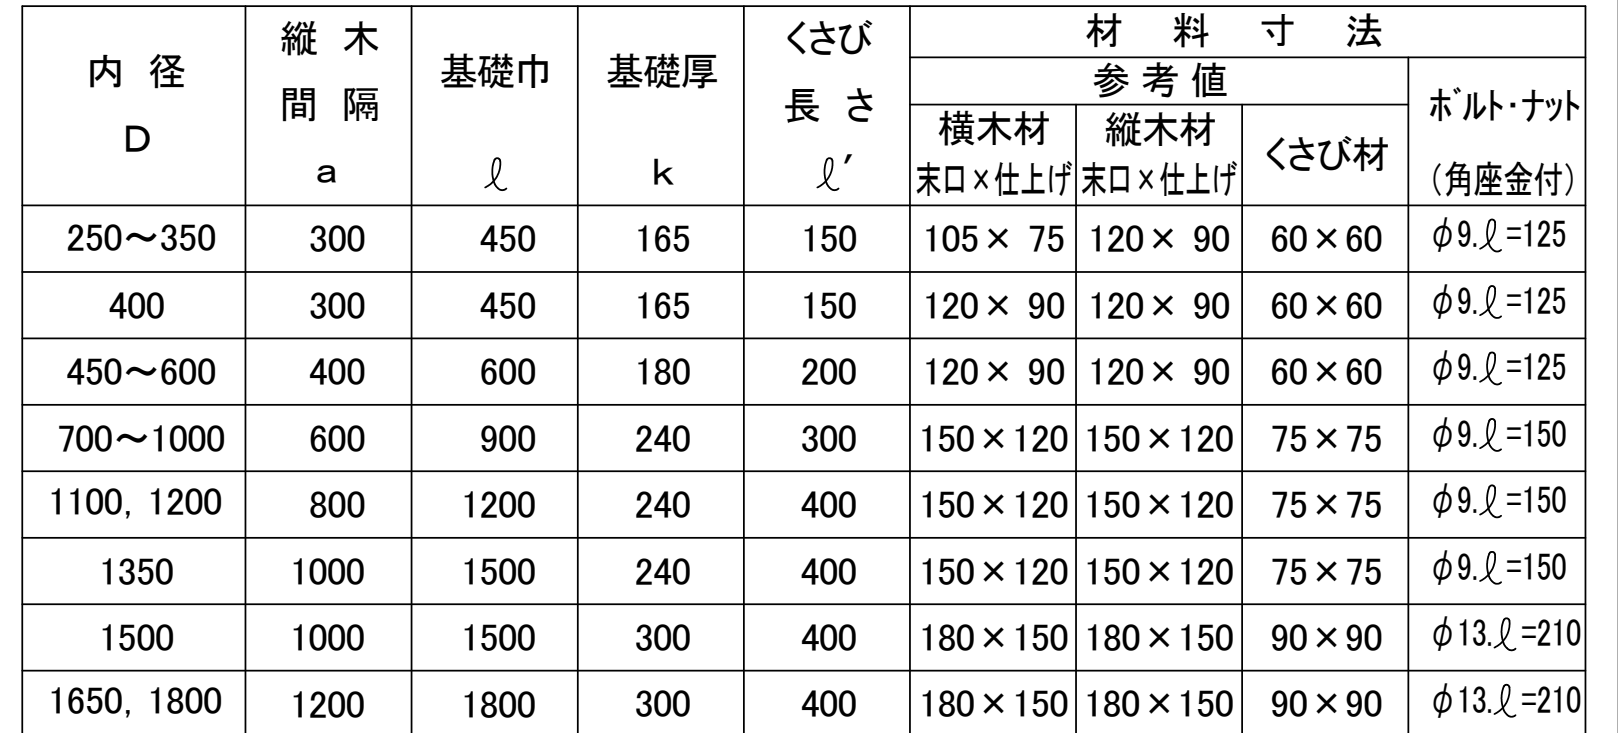 内 径 D 縦 木 間 隔 a 基礎巾 ℓ 基礎厚 k くさび 長 さ ℓ′ 材 料 寸 法
参 考 値 ボルト・ナット (角座金付)
横木材 末口×仕上げ 縦木材 末口×仕上げ くさび材
250～350 300 450 165 150 105× 75 120× 90 60×60 φ9.ℓ=125
400 300 450 165 150 120× 90 120× 90 60×60 φ9.ℓ=125
450～600 400 600 180 200 120× 90 120× 90 60×60 φ9.ℓ=125
700～1000 600 900 240 300 150×120 150×120 75×75 φ9.ℓ=150
1100, 1200 800 1200 240 400 150×120 150×120 75×75 φ9.ℓ=150
1350 1000 1500 240 400 150×120 150×120 75×75 φ9.ℓ=150
1500 1000 1500 300 400 180×150 180×150 90×90 φ13.ℓ=210
1650, 1800 1200 1800 300 400 180×150 180×150 90×90 φ13.ℓ=210